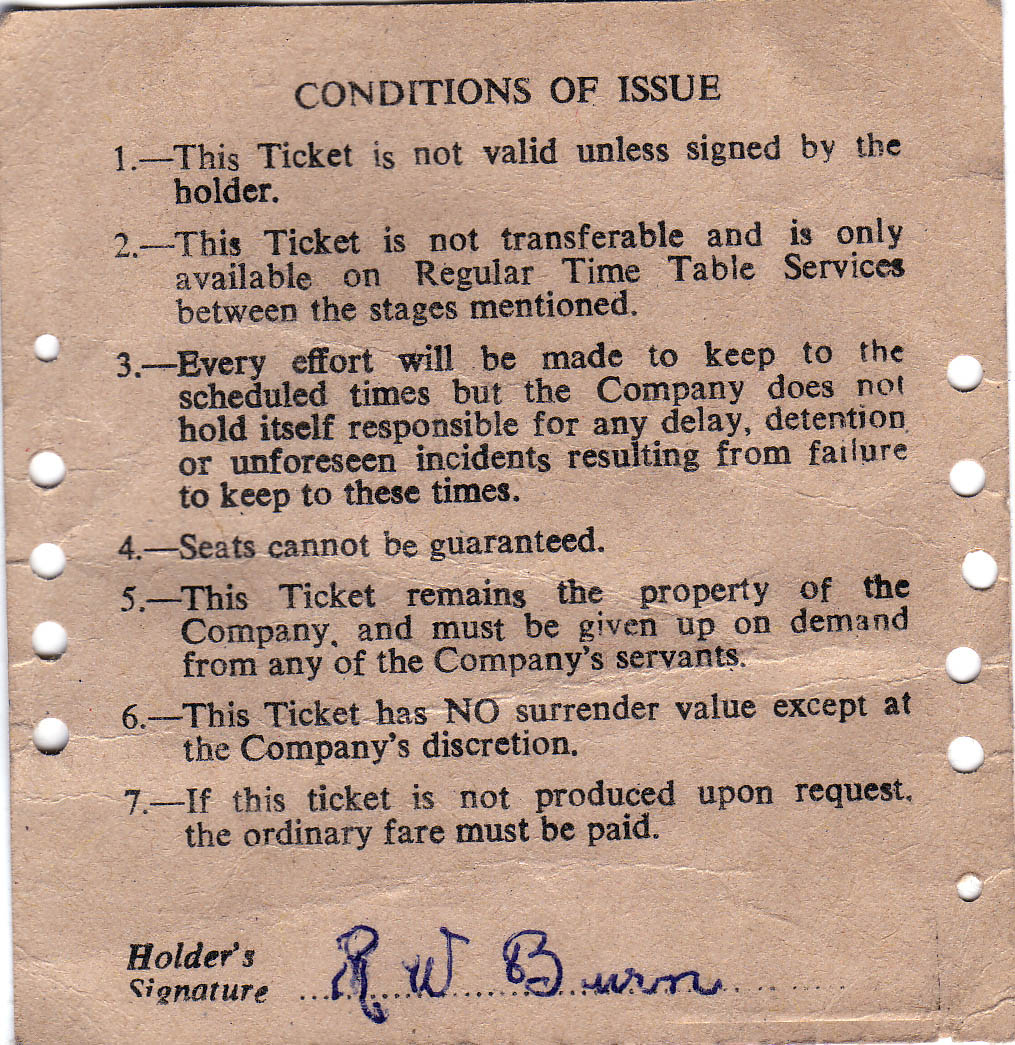 CONDITIONS OF ISSUE
1.—This Ticket is not valid unless signed by the
holder.
2.—This Ticket is not transferable and is only
available on Regular Time Table Services
between the stages mentioned.
3.—Every effort will be made to keep to the
scheduled times but the Company does not
hold itself responsible for any delay, detention
or unforeseen incidents resulting from failure
to keep to these times.
4.—Seats cannot be guaranteed.
5.—This Ticket remains the property of the
Company, and must be given up on demand
from any of the Company's servants.
6.—This Ticket has NO surrender value except at
the Company's discretion.
7.—If this ticket is not produced upon request,
the ordinary fare must be paid.
Holder's
Signature R W Burn